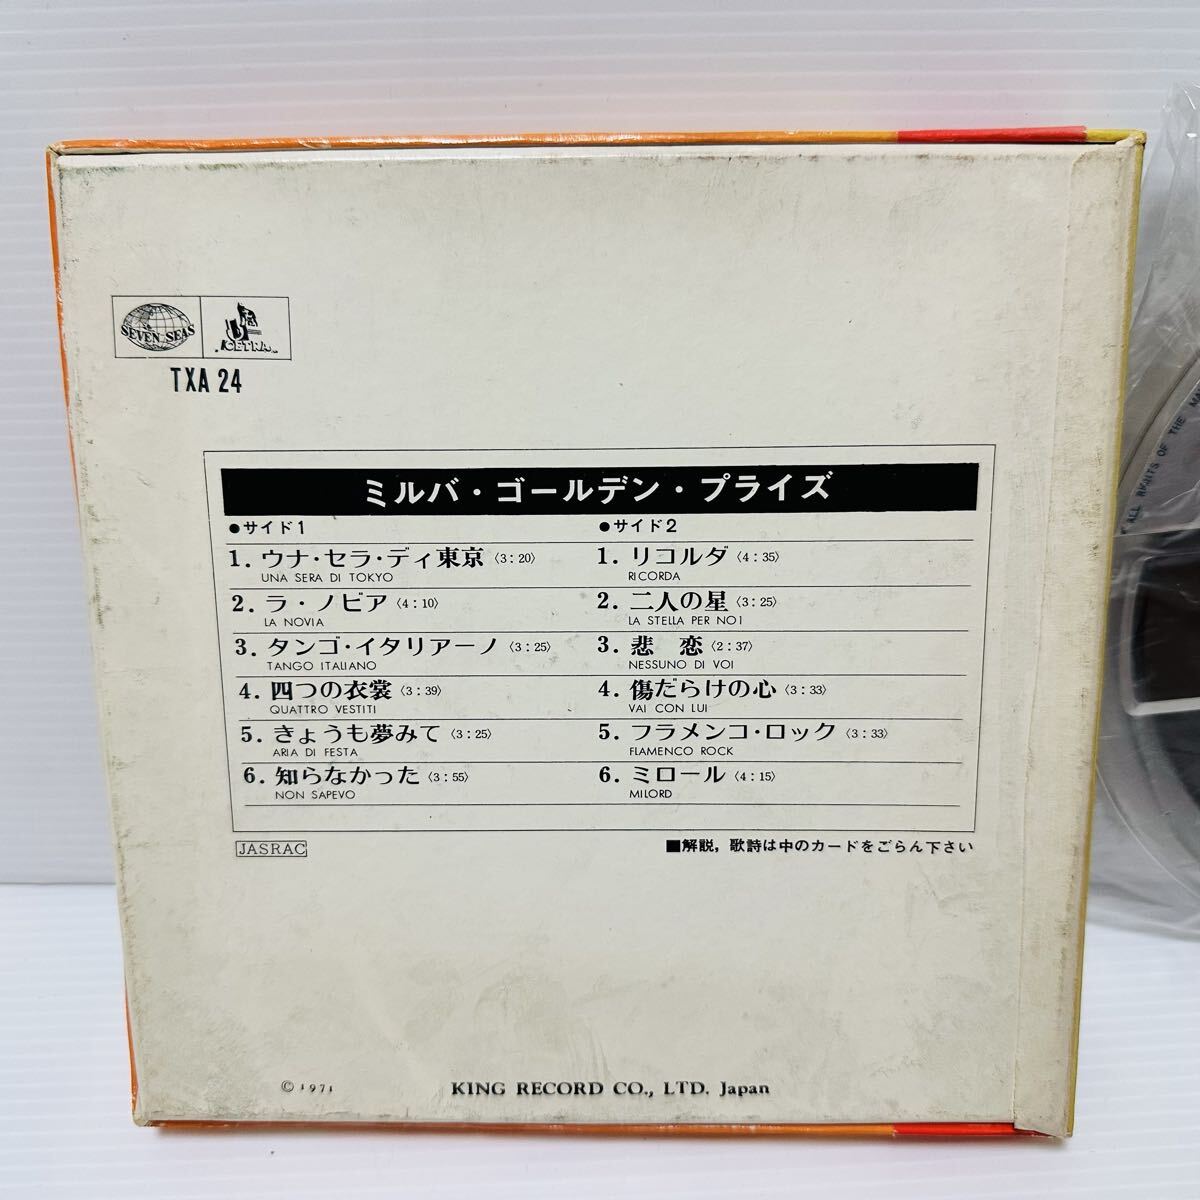 SEVEN SEAS
CETRA
TXA 24
ミルバ・ゴールデン・プライズ
●サイド1
1. ウナ・セラ・ディ東京〈3:20〉
UNA SERA DI TOKYO
2. ラ・ノビア〈4:10〉
LA NOVIA
3. タンゴ・イタリアーノ〈3:25〉
TANGO ITALIANO
4. 四つの衣裳〈3:39〉
QUATTRO VESTITI
5. きょうも夢みて〈3:25〉
ARIA DI FESTA
6. 知らなかった〈3:55〉
NON SAPEVO
●サイド2
1. リコルダ〈4:35〉
RICORDA
2. 二人の星〈3:25〉
LA STELLA PER NOI
3. 悲 恋〈2:37〉
NESSUNO DI VOI
4. 傷だらけの心〈3:33〉
VAI CON LUI
5. フラメンコ・ロック〈3:33〉
FLAMENCO ROCK
6. ミロール〈4:15〉
MILORD
JASRAC
■解説，歌詩は中のカードをごらん下さい
© 1971
KING RECORD CO., LTD. Japan
ALL RIGHTS OF THE